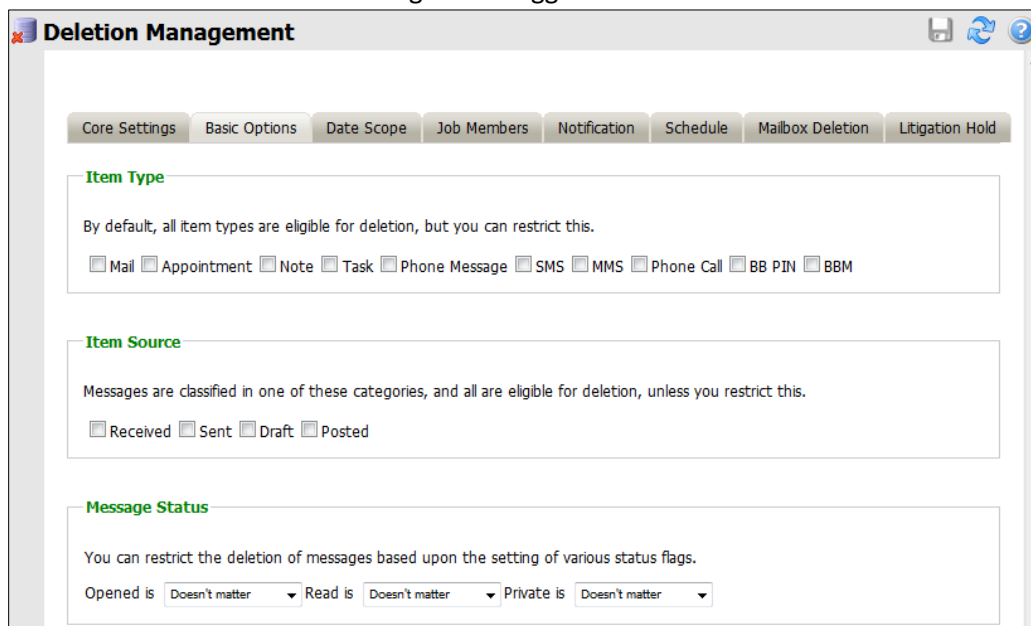 Deletion Management
Core Settings Basic Options Date Scope Job Members Notification Schedule Mailbox Deletion Litigation Hold
Item Type
By default, all item types are eligible for deletion, but you can restrict this.
Mail Appointment Note Task Phone Message SMS MMS Phone Call BB PIN BBM
Item Source
Messages are classified in one of these categories, and all are eligible for deletion, unless you restrict this.
Received Sent Draft Posted
Message Status
You can restrict the deletion of messages based upon the setting of various status flags.
Opened is Doesn't matter Read is Doesn't matter Private is Doesn't matter